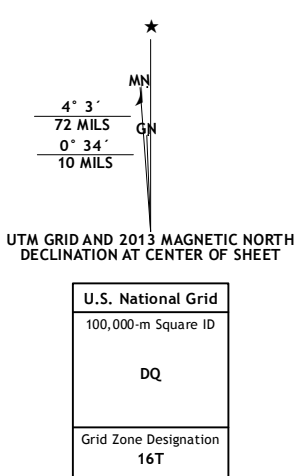 ★
MN
4° 3´
72 MILS
GN
0° 34´
10 MILS
UTM GRID AND 2013 MAGNETIC NORTH
DECLINATION AT CENTER OF SHEET
U.S. National Grid
100,000-m Square ID
DQ
Grid Zone Designation
16T